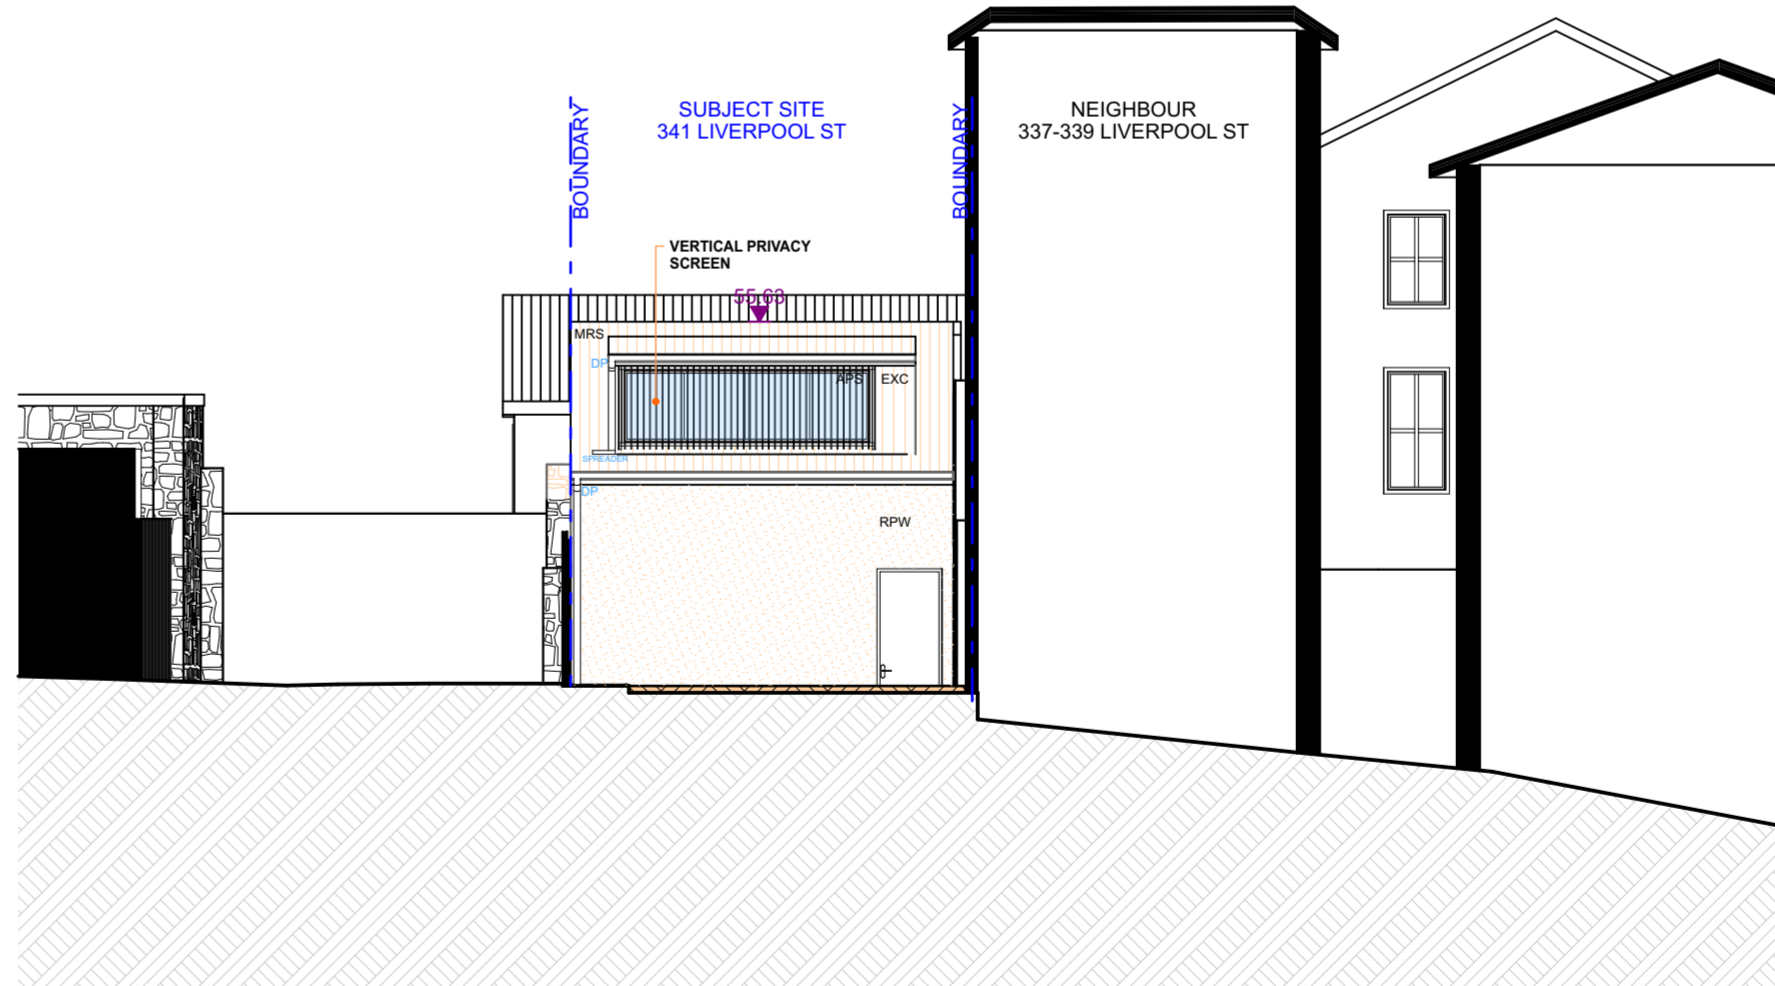 SUBJECT SITE
341 LIVERPOOL ST
NEIGHBOUR
337-339 LIVERPOOL ST
BOUNDARY
BOUNDARY
VERTICAL PRIVACY
SCREEN
55.63
MRS
DP
APS
EXC
SPREADER
DP
RPW